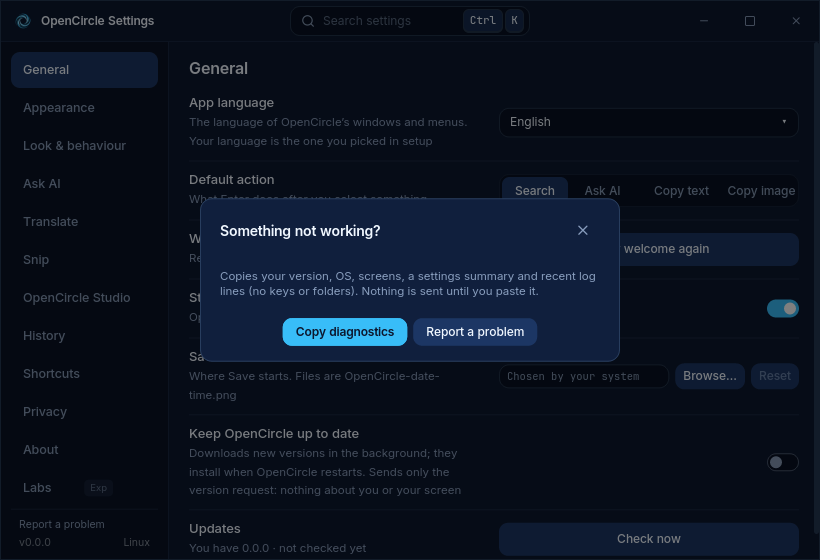 OpenCircle Settings
Search settings
Ctrl K
General
Appearance
Look & behaviour
Ask AI
Translate
Snip
OpenCircle Studio
History
Shortcuts
Privacy
About
Labs Exp
Report a problem
v0.0.0 Linux
General
App language
The language of OpenCircle's windows and menus.
Your language is the one you picked in setup
English
Default action
Search Ask AI Copy text Copy image
welcome again
Something not working?
Copies your version, OS, screens, a settings summary and recent log
lines (no keys or folders). Nothing is sent until you paste it.
Copy diagnostics Report a problem
Where Save starts. Files are OpenCircle-date-
time.png
Chosen by your system Browse... Reset
Keep OpenCircle up to date
Downloads new versions in the background; they
install when OpenCircle restarts. Sends only the
version request: nothing about you or your screen
Updates
You have 0.0.0 · not checked yet
Check now